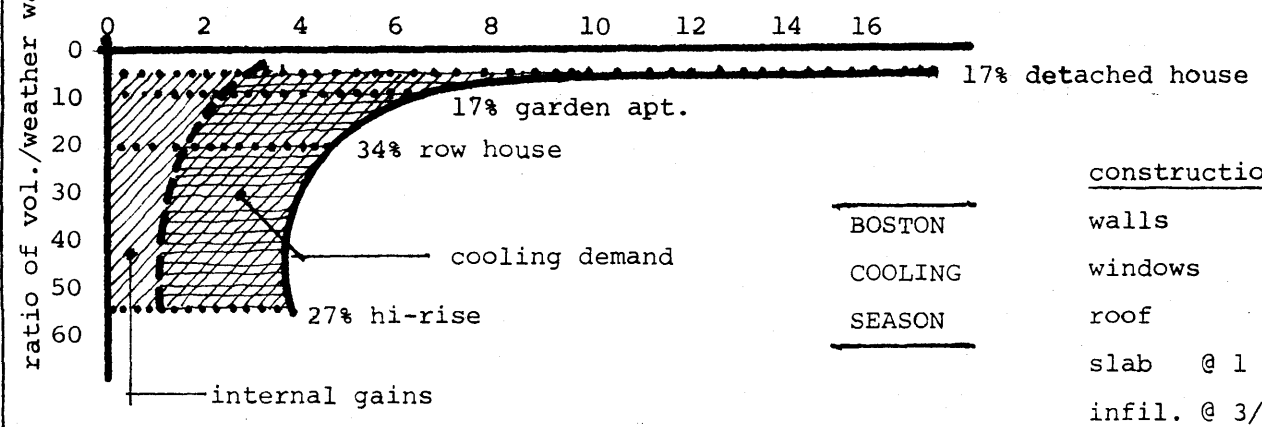 0 2 4 6 8 10 12 14 16
0
17% detached house
10
17% garden apt.
20
34% row house
30
40
cooling demand
50
27% hi-rise
60
internal gains
ratio of vol./weather
BOSTON
COOLING
SEASON
walls
windows
roof
slab @ 1
infil. @ 3/